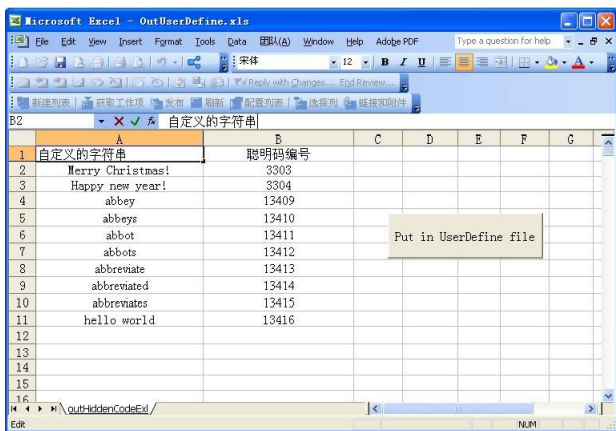 Microsoft Excel - OutUserDefine.xls
File Edit View Insert Format Tools Data 团队(A) Window Help Adobe PDF Type a question for help
宋体 12 B I U
Reply with Changes... End Review...
新建列表 获取工作项 发布 刷新 配置列表 选择列 链接和附件
B2 自定义的字符串
A B C D E F G
1 自定义的字符串 聪明码编号
2 Merry Christmas! 3303
3 Happy new year! 3304
4 abbey 13409
5 abbeys 13410
6 abbot 13411
Put in UserDefine file
7 abbots 13412
8 abbreviate 13413
9 abbreviated 13414
10 abbreviates 13415
11 hello world 13416
12
13
14
15
16
outHiddenCodeExl
Edit NUM